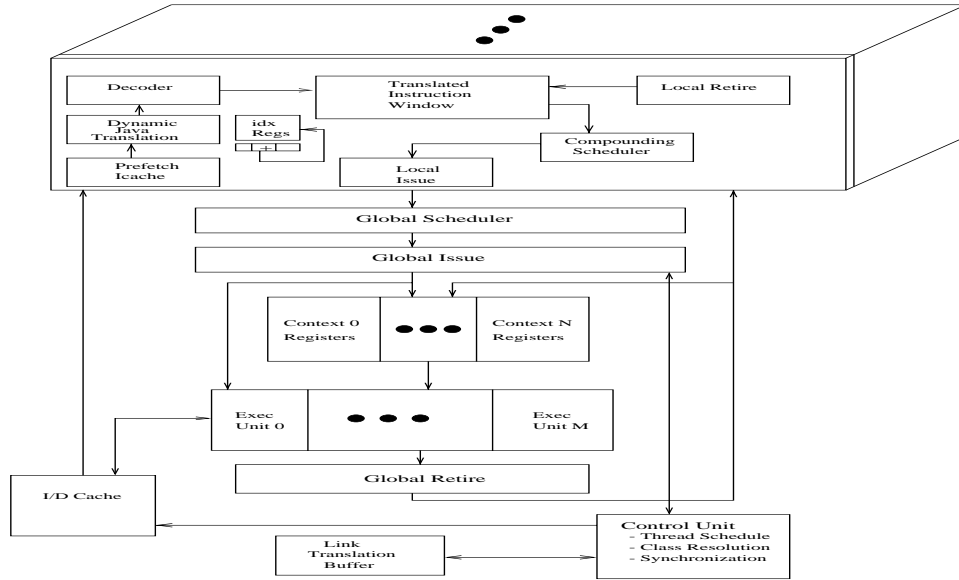 Decoder
Translated
Instruction
Window
Local Retire
Dynamic
Java
Translation
idx
Regs
+
Compounding
Scheduler
Prefetch
Icache
Local
Issue
Global Scheduler
Global Issue
Context 0
Registers
Context N
Registers
Exec
Unit 0
Exec
Unit M
Global Retire
I/D Cache
Control Unit
- Thread Schedule
- Class Resolution
- Synchronization
Link
Translation
Buffer